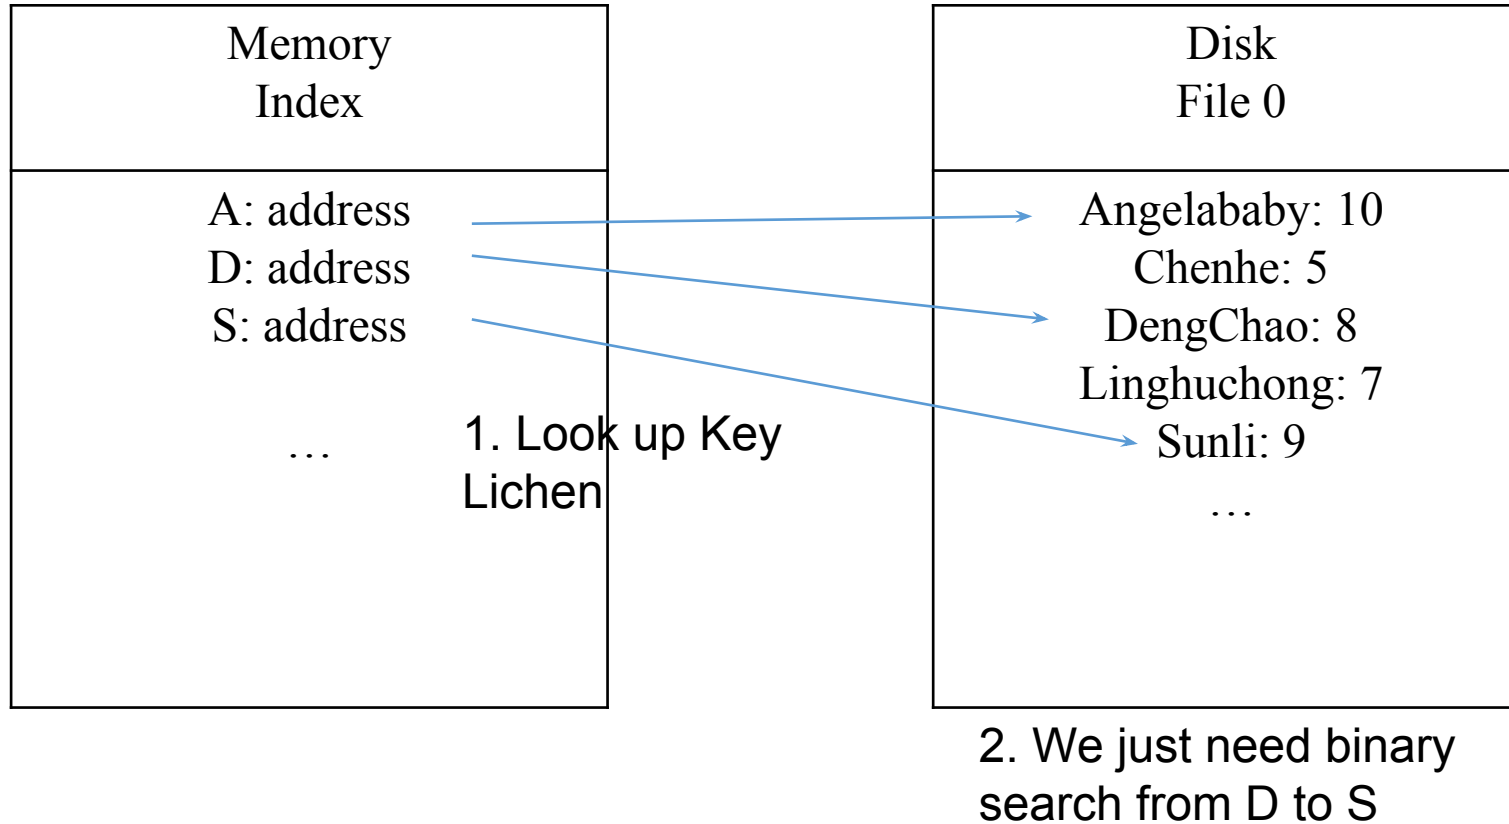 Memory
Index
A: address
D: address
S: address
…
1. Look up Key
Lichen
Disk
File 0
Angelababy: 10
Chenhe: 5
DengChao: 8
Linghuchong: 7
Sunli: 9
…
2. We just need binary
search from D to S